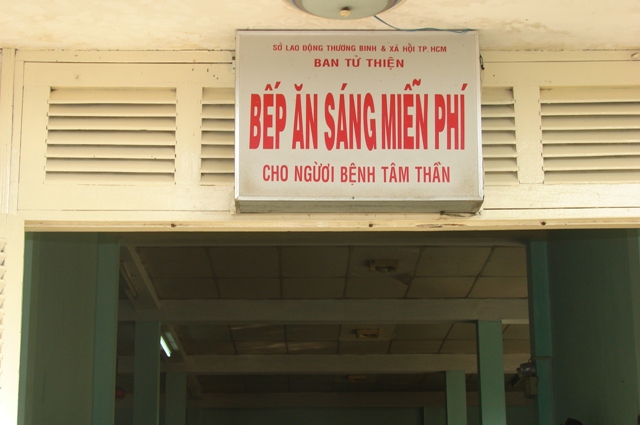 SỞ LAO ĐỘNG THƯƠNG BINH & XÃ HỘI TP.HCM
BAN TỪ THIỆN
BẾP ĂN SÁNG MIỄN PHÍ
CHO NGƯỜI BỆNH TÂM THẦN